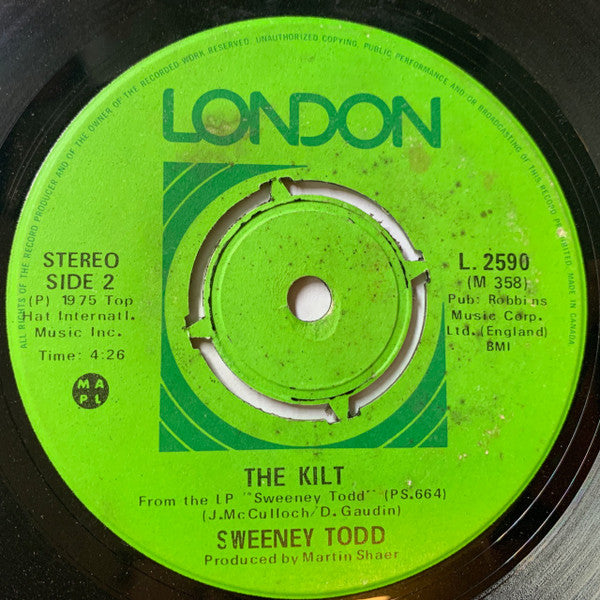 ALL RIGHTS OF THE RECORD PRODUCER AND OF THE OWNER OF THE RECORDED WORK RESERVED. UNAUTHORIZED COPYING, PUBLIC PERFORMANCE AND OR BROADCASTING OF THIS RECORD PROHIBITED. MADE IN CANADA
LONDON
STEREO
SIDE 2
(P) 1975 Top
Hat Internatl.
Music Inc.
Time: 4:26
M A P L
L. 2590
(M 358)
Pub: Robbins
Music Corp.
Ltd. (England)
BMI
THE KILT
From the LP "Sweeney Todd" (PS.664)
(J.McCulloch/D. Gaudin)
SWEENEY TODD
Produced by Martin Shaer